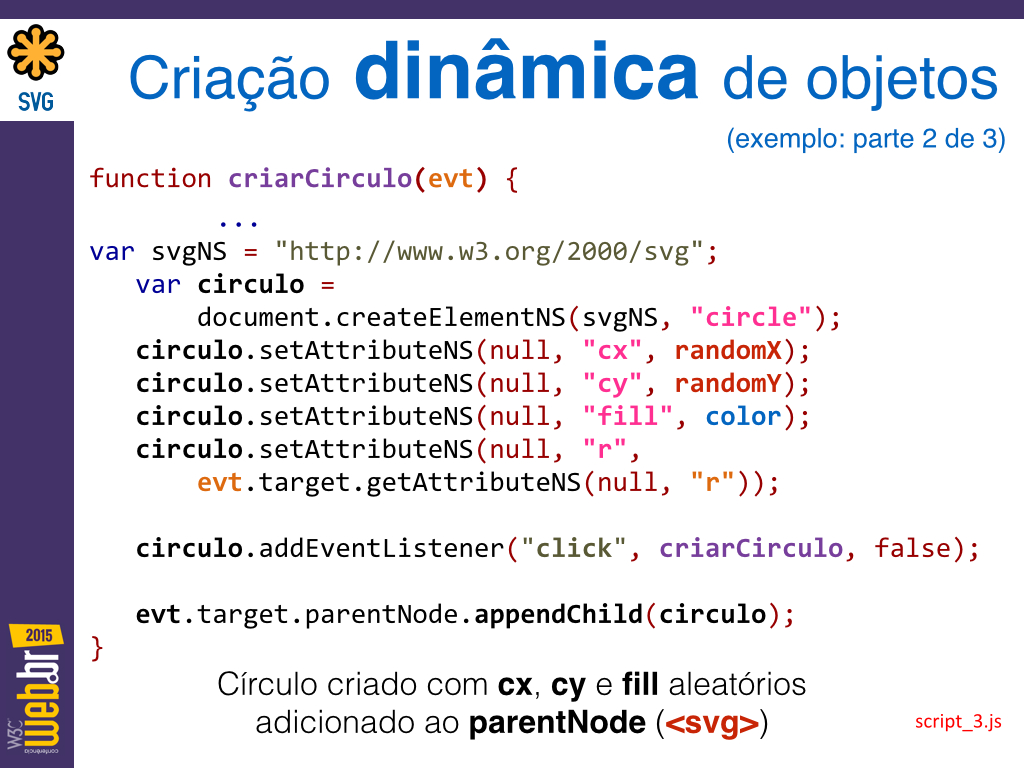 SVG
Criação dinâmica de objetos
(exemplo: parte 2 de 3)
function criarCirculo(evt) {
...
var svgNS = "http://www.w3.org/2000/svg";
var circulo =
document.createElementNS(svgNS, "circle");
circulo.setAttributeNS(null, "cx", randomX);
circulo.setAttributeNS(null, "cy", randomY);
circulo.setAttributeNS(null, "fill", color);
circulo.setAttributeNS(null, "r",
evt.target.getAttributeNS(null, "r"));
circulo.addEventListener("click", criarCirculo, false);
evt.target.parentNode.appendChild(circulo);
}
Círculo criado com cx, cy e fill aleatórios
adicionado ao parentNode (<svg>)
script_3.js
2015
W3C
conferência
web.br